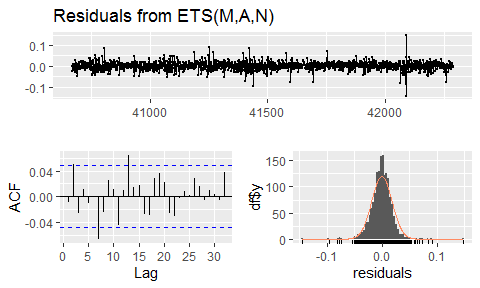 Residuals from ETS(M,A,N)
0.1
0.0
-0.1
41000
41500
42000
ACF
0.04
0.00
-0.04
0 5 10 15 20 25 30
Lag
df$y
150
100
50
0
-0.1 0.0 0.1
residuals